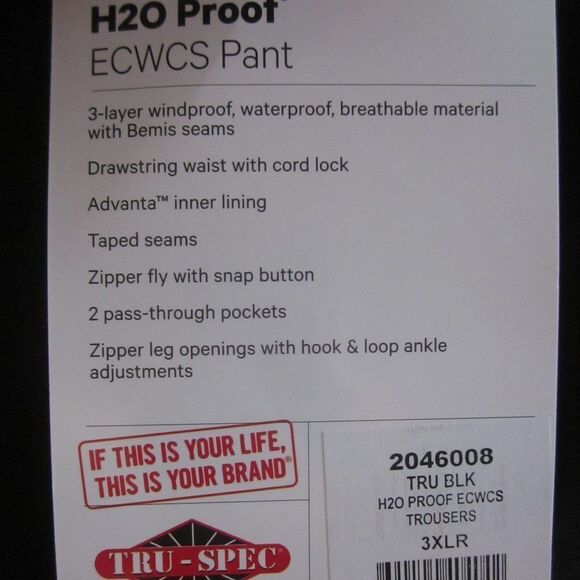 H2O Proof®
ECWCS Pant
3-layer windproof, waterproof, breathable material
with Bemis seams
Drawstring waist with cord lock
Advanta™ inner lining
Taped seams
Zipper fly with snap button
2 pass-through pockets
Zipper leg openings with hook & loop ankle
adjustments
IF THIS IS YOUR LIFE,
THIS IS YOUR BRAND®
TRU-SPEC®
2046008
TRU BLK
H2O PROOF ECWCS
TROUSERS
3XLR